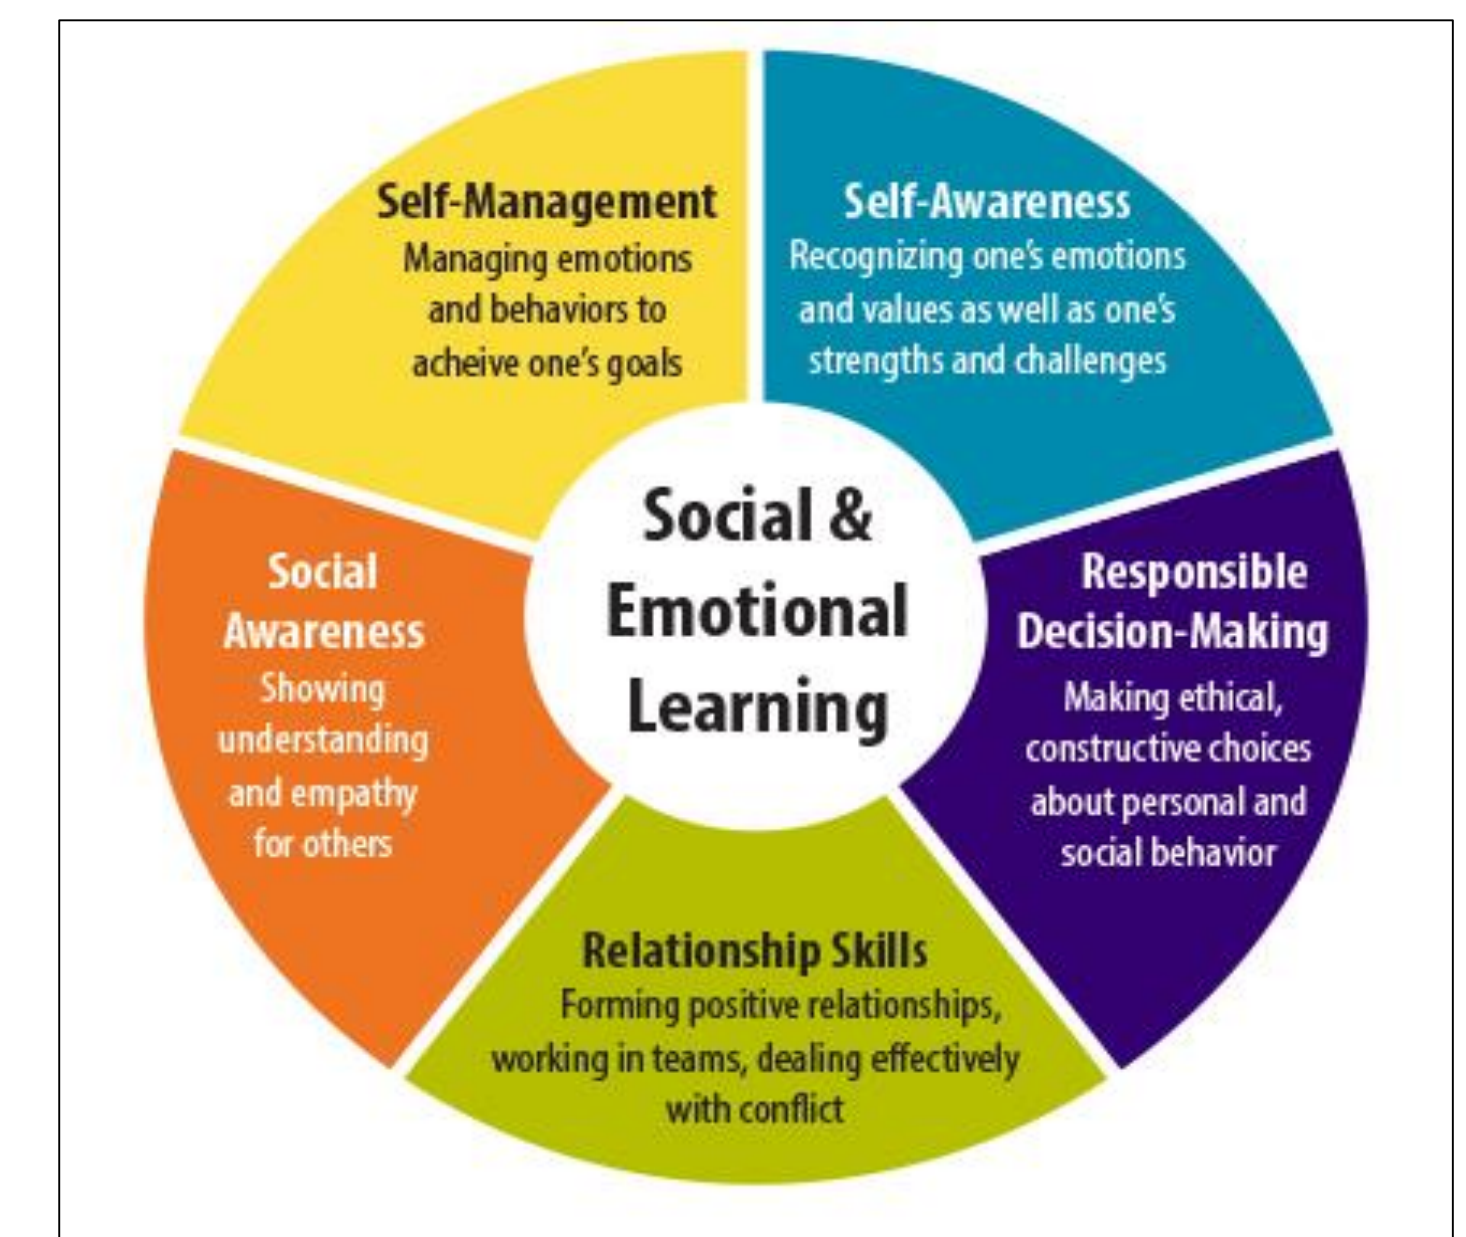 Self-Management
Managing emotions
and behaviors to
acheive one's goals
Self-Awareness
Recognizing one's emotions
and values as well as one's
strengths and challenges
Social &
Emotional
Learning
Social
Awareness
Showing
understanding
and empathy
for others
Responsible
Decision-Making
Making ethical,
constructive choices
about personal and
social behavior
Relationship Skills
Forming positive relationships,
working in teams, dealing effectively
with conflict